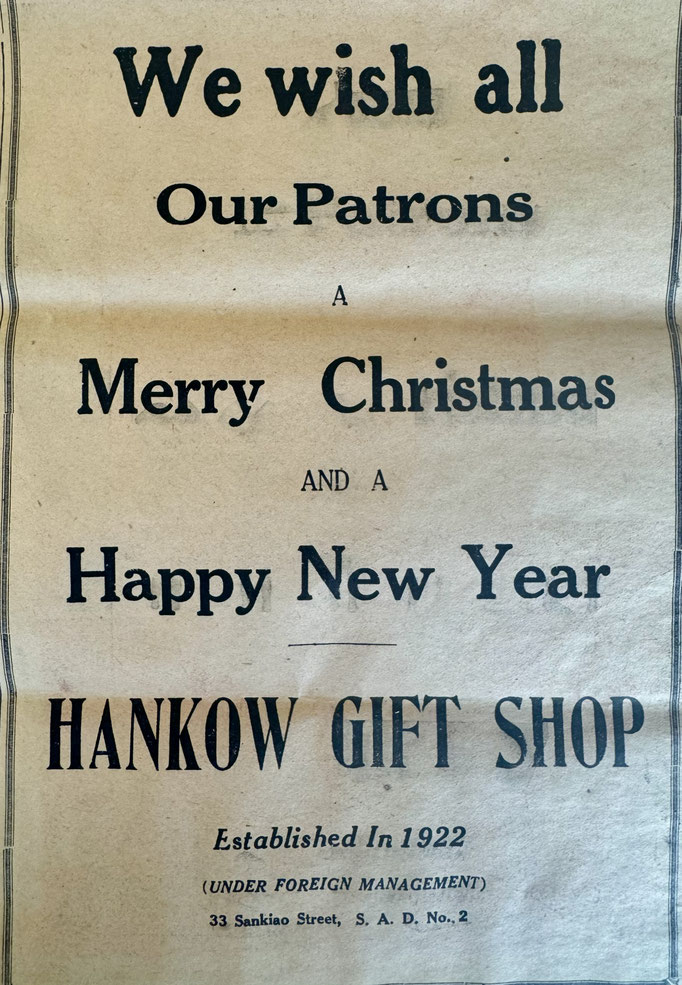 We wish all
Our Patrons
A
Merry Christmas
AND A
Happy New Year
HANKOW GIFT SHOP
Established In 1922
(UNDER FOREIGN MANAGEMENT)
33 Sankiao Street, S. A. D. No., 2